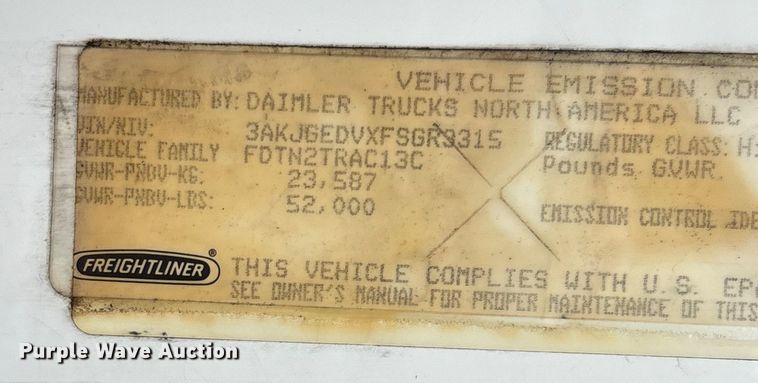 VEHICLE EMISSION CO
MANUFACTURED BY: DAIMLER TRUCKS NORTH AMERICA LLC
VIN/NIV: 3AKJGEDVXFSGR9315 REGULATORY CLASS: H
VEHICLE FAMILY FDTN2TRAC13C Pounds GVWR.
GVWR-PNBV-KG: 23,587
GVWR-PNBV-LBS: 52,000 EMISSION CONTROL IDE
FREIGHTLINER®
THIS VEHICLE COMPLIES WITH U.S. EP
SEE OWNER'S MANUAL FOR PROPER MAINTENANCE OF THIS
Purple Wave Auction